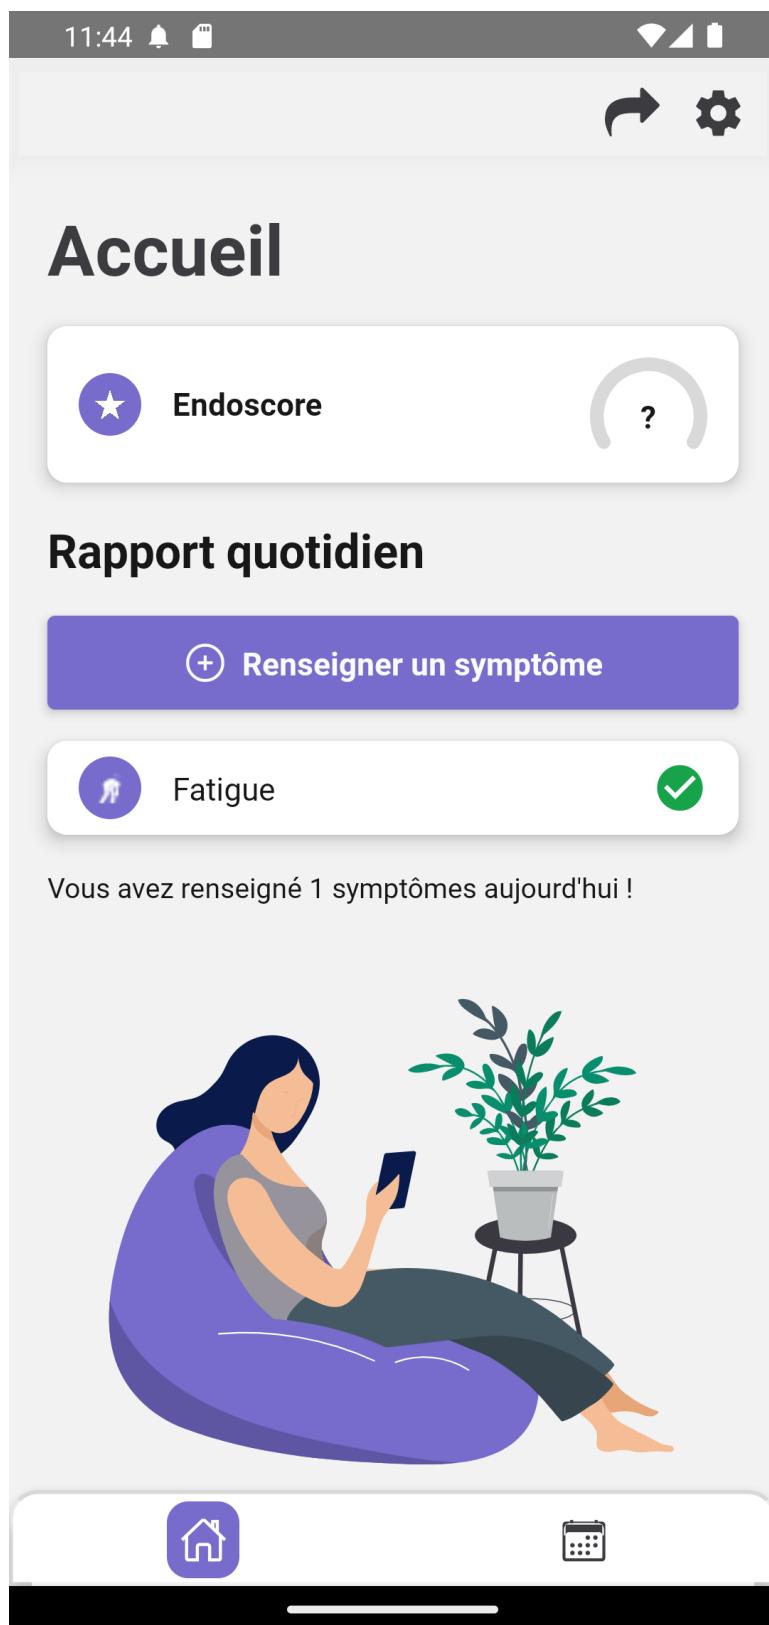 11:44
Accueil
Endoscore
?
Rapport quotidien
Renseigner un symptôme
Fatigue
Vous avez renseigné 1 symptômes aujourd'hui !